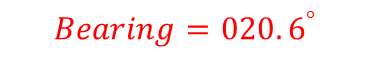 Bearing = 020.6°